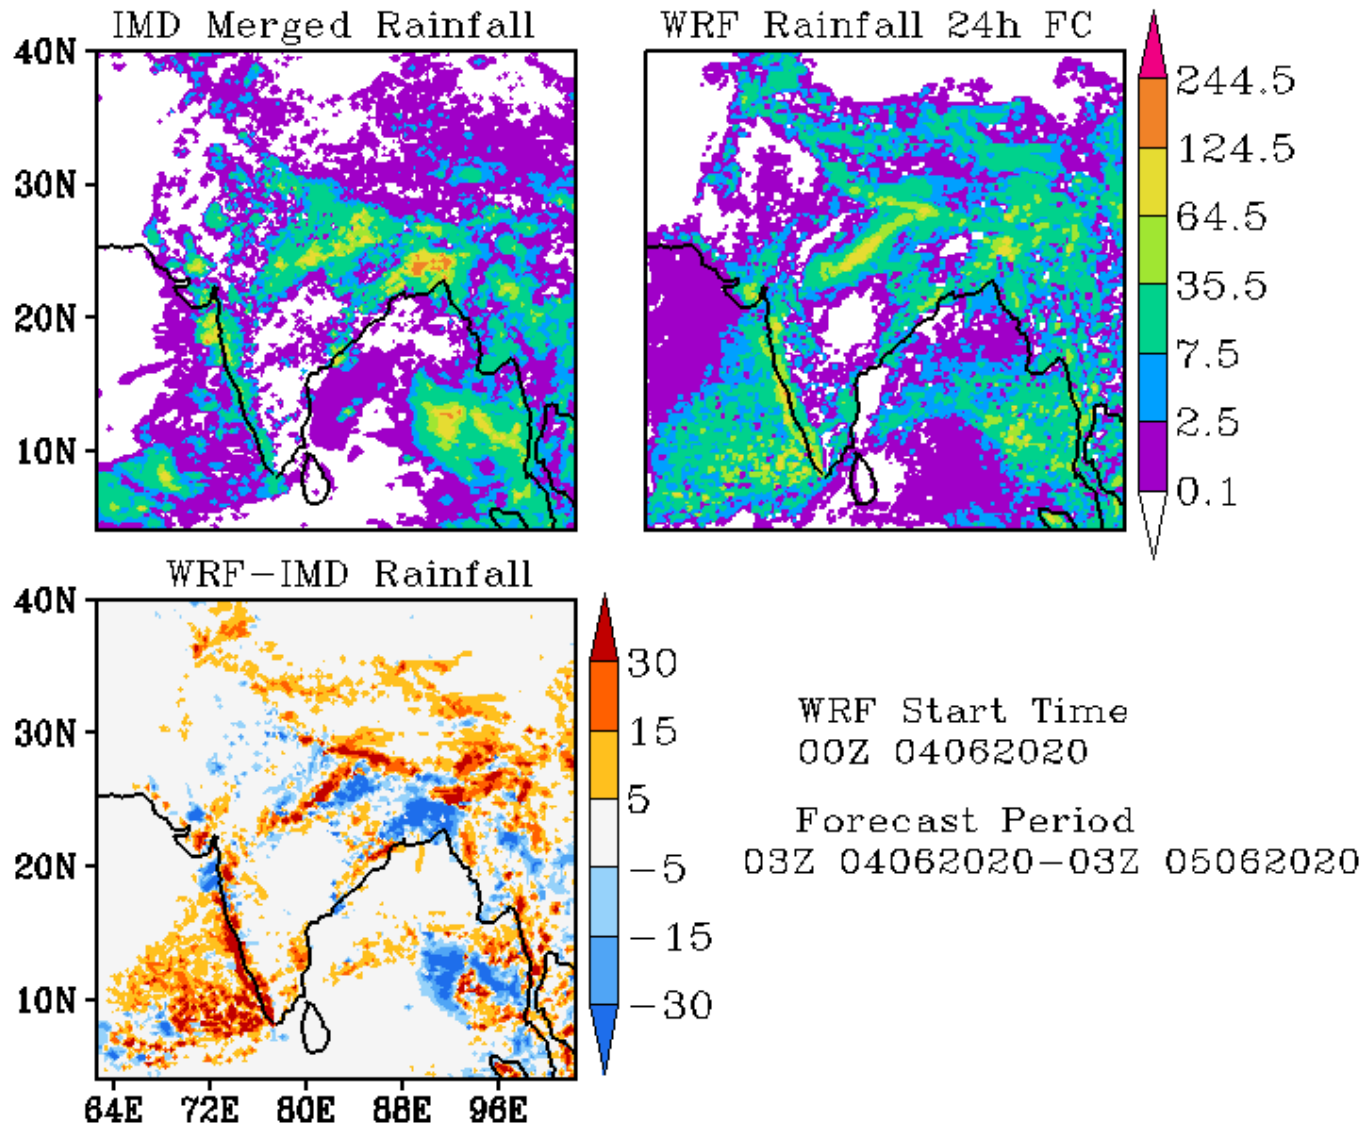 IMD Merged Rainfall
WRF Rainfall 24h FC
40N
30N
20N
10N
244.5
124.5
64.5
35.5
7.5
2.5
0.1
WRF-IMD Rainfall
40N
30N
20N
10N
64E 72E 80E 88E 96E
30
15
5
-5
-15
-30
WRF Start Time
00Z 04062020
Forecast Period
03Z 04062020-03Z 05062020